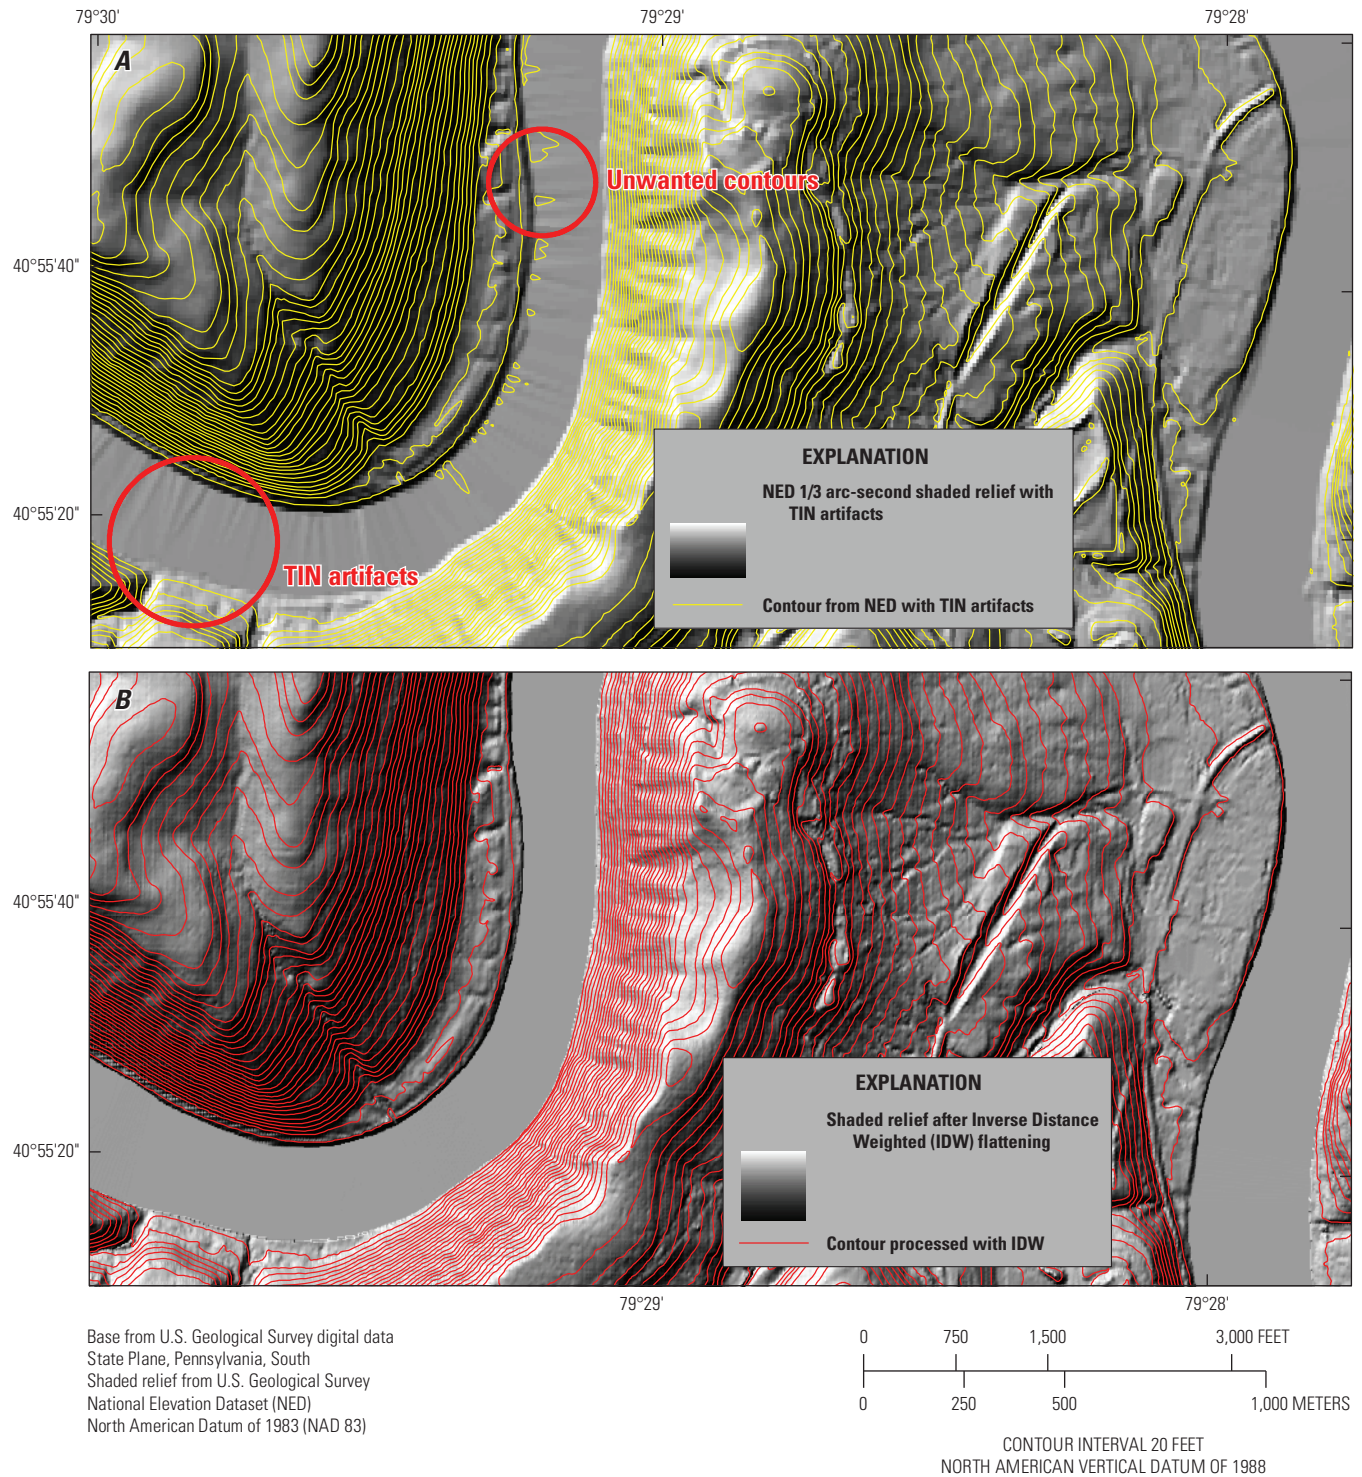 79°30' 79°29' 79°28'
A
Unwanted contours
40°55'40"
EXPLANATION
NED 1/3 arc-second shaded relief with
TIN artifacts
40°55'20"
TIN artifacts
Contour from NED with TIN artifacts
B
40°55'40"
EXPLANATION
Shaded relief after Inverse Distance
Weighted (IDW) flattening
40°55'20"
Contour processed with IDW
79°29' 79°28'
Base from U.S. Geological Survey digital data
State Plane, Pennsylvania, South
Shaded relief from U.S. Geological Survey
National Elevation Dataset (NED)
North American Datum of 1983 (NAD 83)
0 750 1,500 3,000 FEET
0 250 500 1,000 METERS
CONTOUR INTERVAL 20 FEET
NORTH AMERICAN VERTICAL DATUM OF 1988